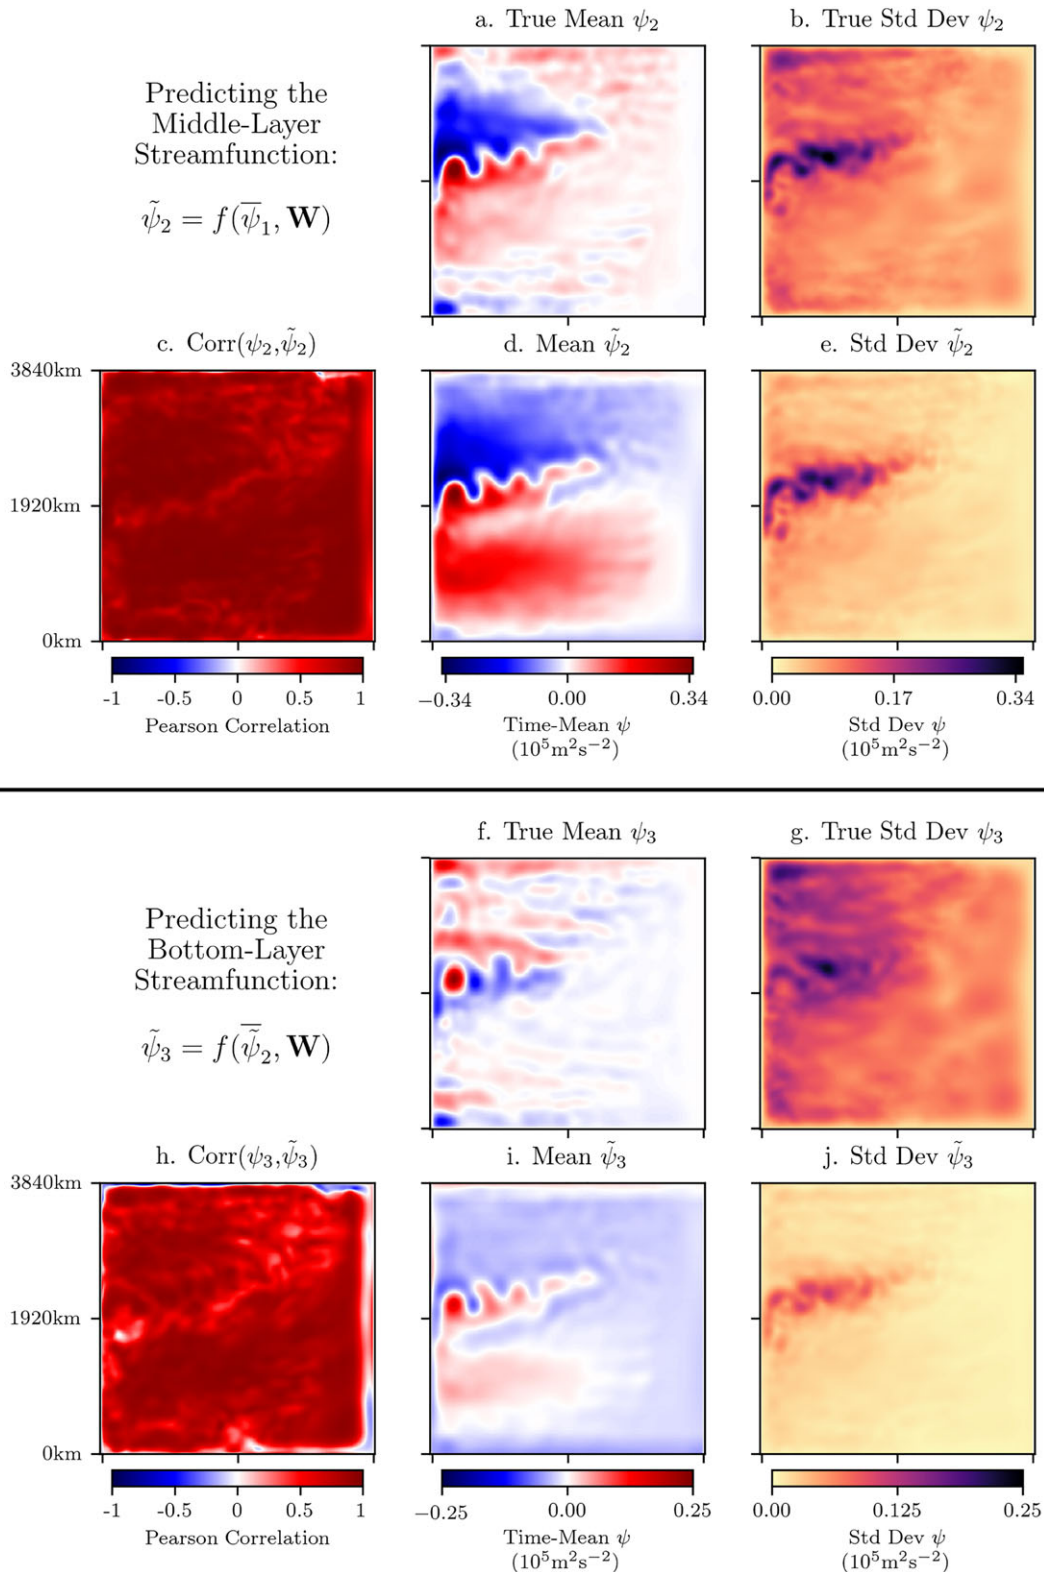 a. True Mean ψ₂
b. True Std Dev ψ₂
Predicting the
Middle-Layer
Streamfunction:
ψ̃₂ = f(ψ̅₁, W)
c. Corr(ψ₂,ψ̃₂)
d. Mean ψ̃₂
e. Std Dev ψ̃₂
3840km
1920km
0km
-1 -0.5 0 0.5 1
Pearson Correlation
−0.34 0.00 0.34
Time-Mean ψ
(10⁵m²s⁻²)
0.00 0.17 0.34
Std Dev ψ
(10⁵m²s⁻²)
f. True Mean ψ₃
g. True Std Dev ψ₃
Predicting the
Bottom-Layer
Streamfunction:
ψ̃₃ = f(ψ̃̅₂, W)
h. Corr(ψ₃,ψ̃₃)
i. Mean ψ̃₃
j. Std Dev ψ̃₃
3840km
1920km
0km
-1 -0.5 0 0.5 1
Pearson Correlation
−0.25 0.00 0.25
Time-Mean ψ
(10⁵m²s⁻²)
0.00 0.125 0.25
Std Dev ψ
(10⁵m²s⁻²)